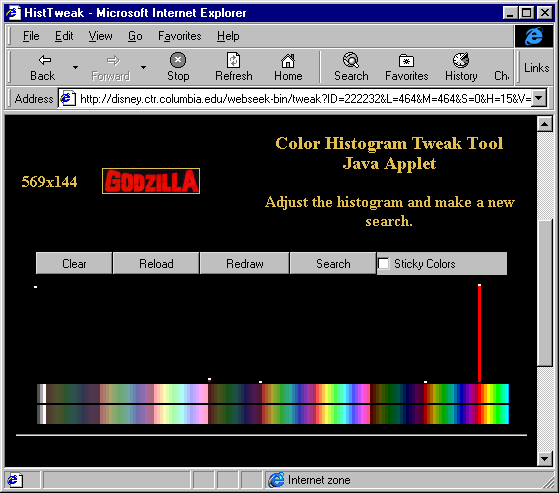 HistTweak - Microsoft Internet Explorer
File Edit View Go Favorites Help
Back Forward Stop Refresh Home Search Favorites History Ch Links
Address http://disney.ctr.columbia.edu/webseek-bin/tweak?ID=222232&L=464&M=464&S=0&H=15&V=
Color Histogram Tweak Tool
Java Applet
569x144 GODZILLA
Adjust the histogram and make a new
search.
Clear Reload Redraw Search Sticky Colors
Internet zone